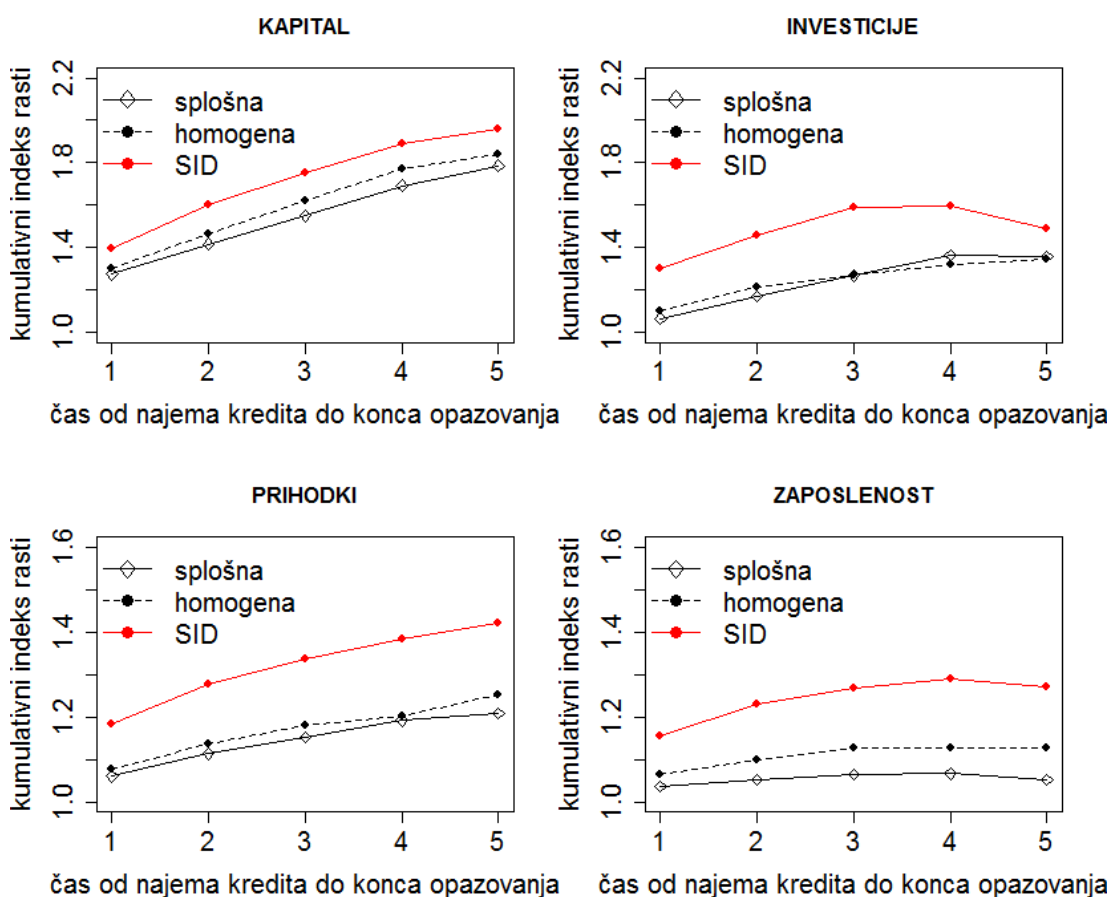 KAPITAL
kumulativni indeks rasti
2.2
1.8
1.4
1.0
splošna
homogena
SID
1 2 3 4 5
čas od najema kredita do konca opazovanja
INVESTICIJE
kumulativni indeks rasti
2.2
1.8
1.4
1.0
splošna
homogena
SID
1 2 3 4 5
čas od najema kredita do konca opazovanja
PRIHODKI
kumulativni indeks rasti
1.6
1.4
1.2
1.0
splošna
homogena
SID
1 2 3 4 5
čas od najema kredita do konca opazovanja
ZAPOSLENOST
kumulativni indeks rasti
1.6
1.4
1.2
1.0
splošna
homogena
SID
1 2 3 4 5
čas od najema kredita do konca opazovanja